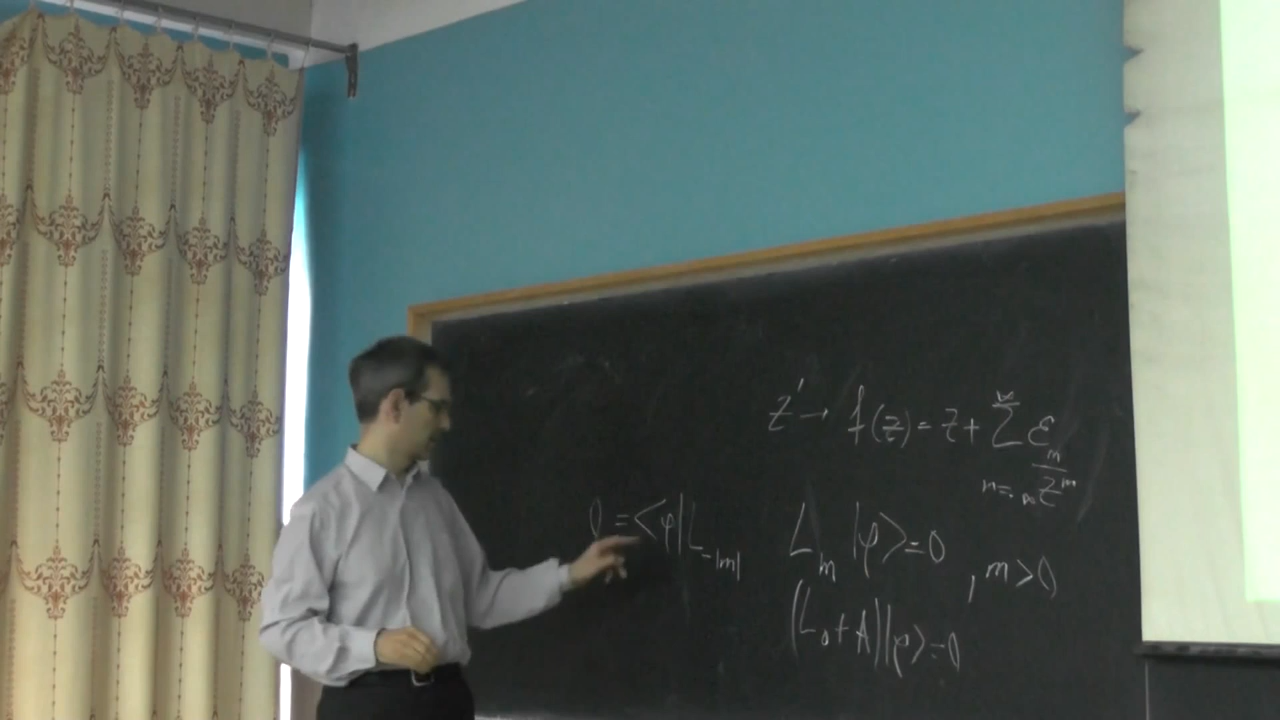 z' → f(z) = z + ∑_{m=-∞}^{∞} ε_m / z^m
0 = <φ|L_{-|m|}   L_m |φ> = 0 , m > 0
(L_0 + A)|φ> = 0